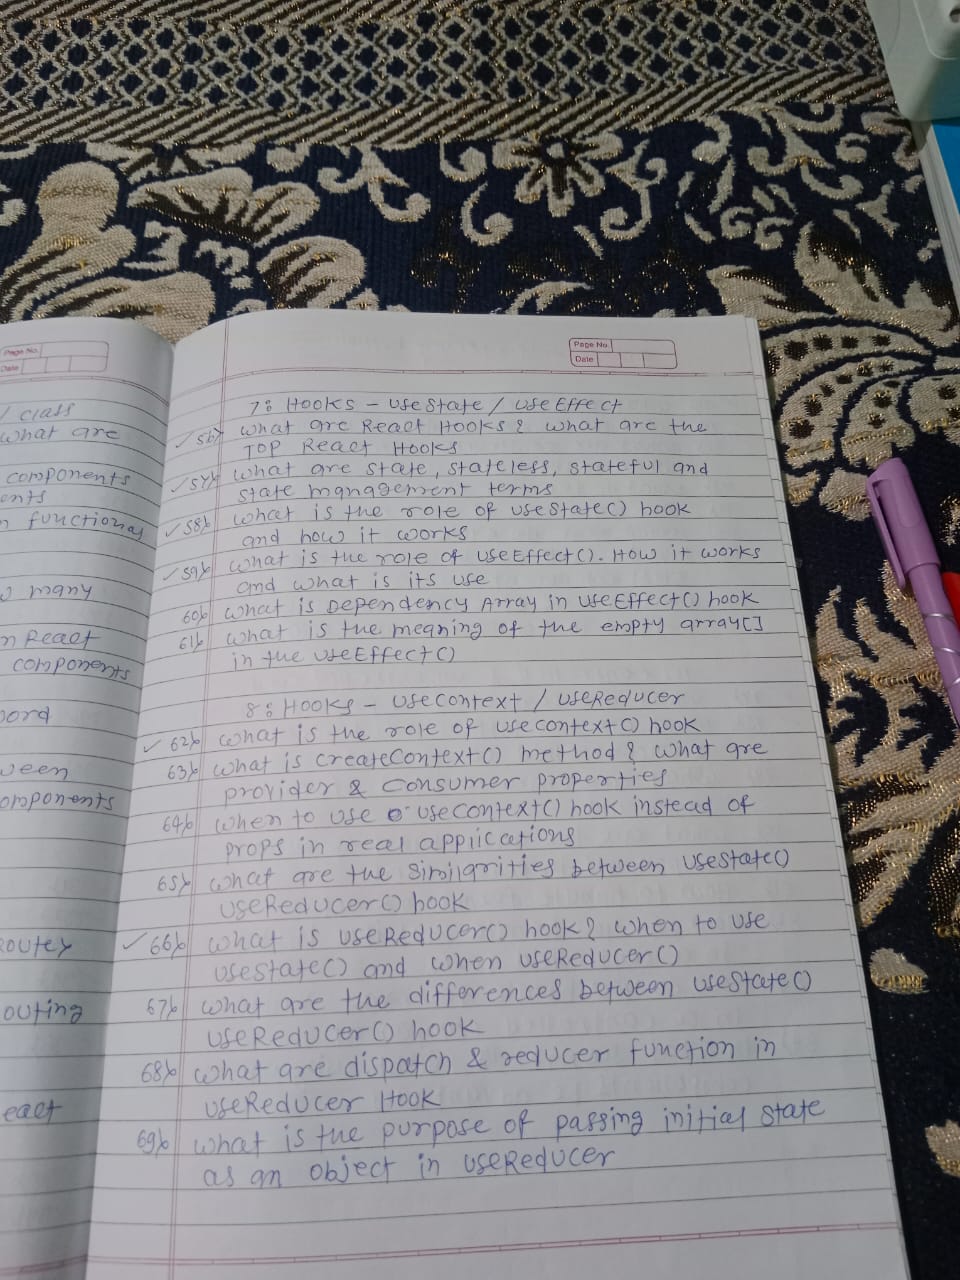 Page No.
Date
/ class
what are
components
ents
n functional
many
n React
components
ween
omponents
outing
eact
Page No.
Date
7: Hooks - useState / useEffect
56) what are React Hooks? what are the
TOP React Hooks
57) what are state, stateless, stateful and
state management terms
58) what is the role of useState() hook
and how it works
59) what is the role of useEffect(). How it works
and what is its use
60) what is Dependency Array in useEffect() hook
61) what is the meaning of the empty array[]
in the useEffect()
8: Hooks - useContext / useReducer
62) what is the role of useContext() hook
63) what is createContext() method? what are
provider & consumer properties
64) when to use useContext() hook instead of
props in real applications
65) what are the similarities between useState()
useReducer() hook
66) what is useReducer() hook? when to use
useState() and when useReducer()
67) what are the differences between useState()
useReducer() hook
68) what are dispatch & reducer function in
useReducer Hook
69) what is the purpose of passing initial state
as an object in useReducer